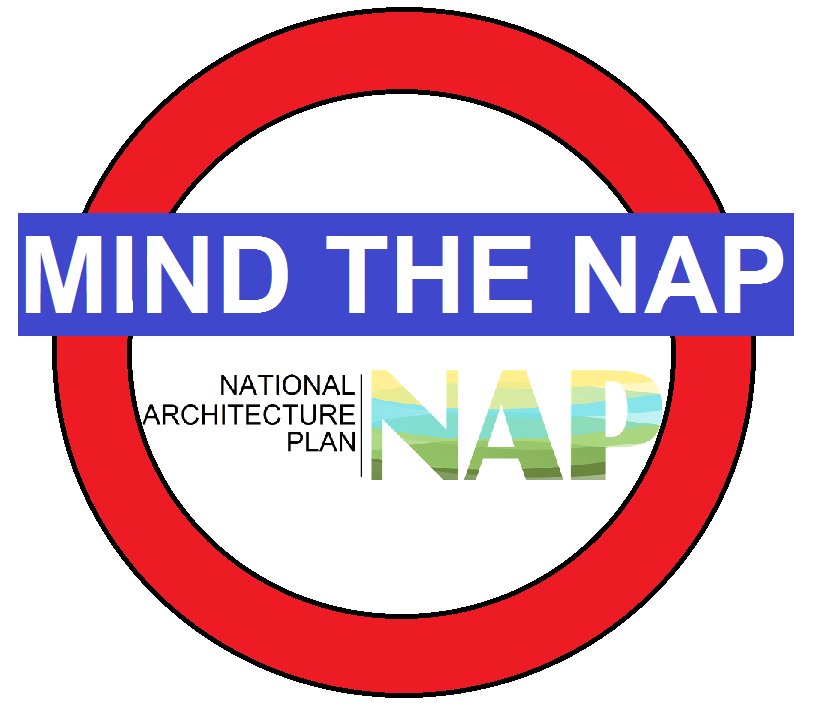 MIND THE NAP
NATIONAL
ARCHITECTURE
PLAN
NAP